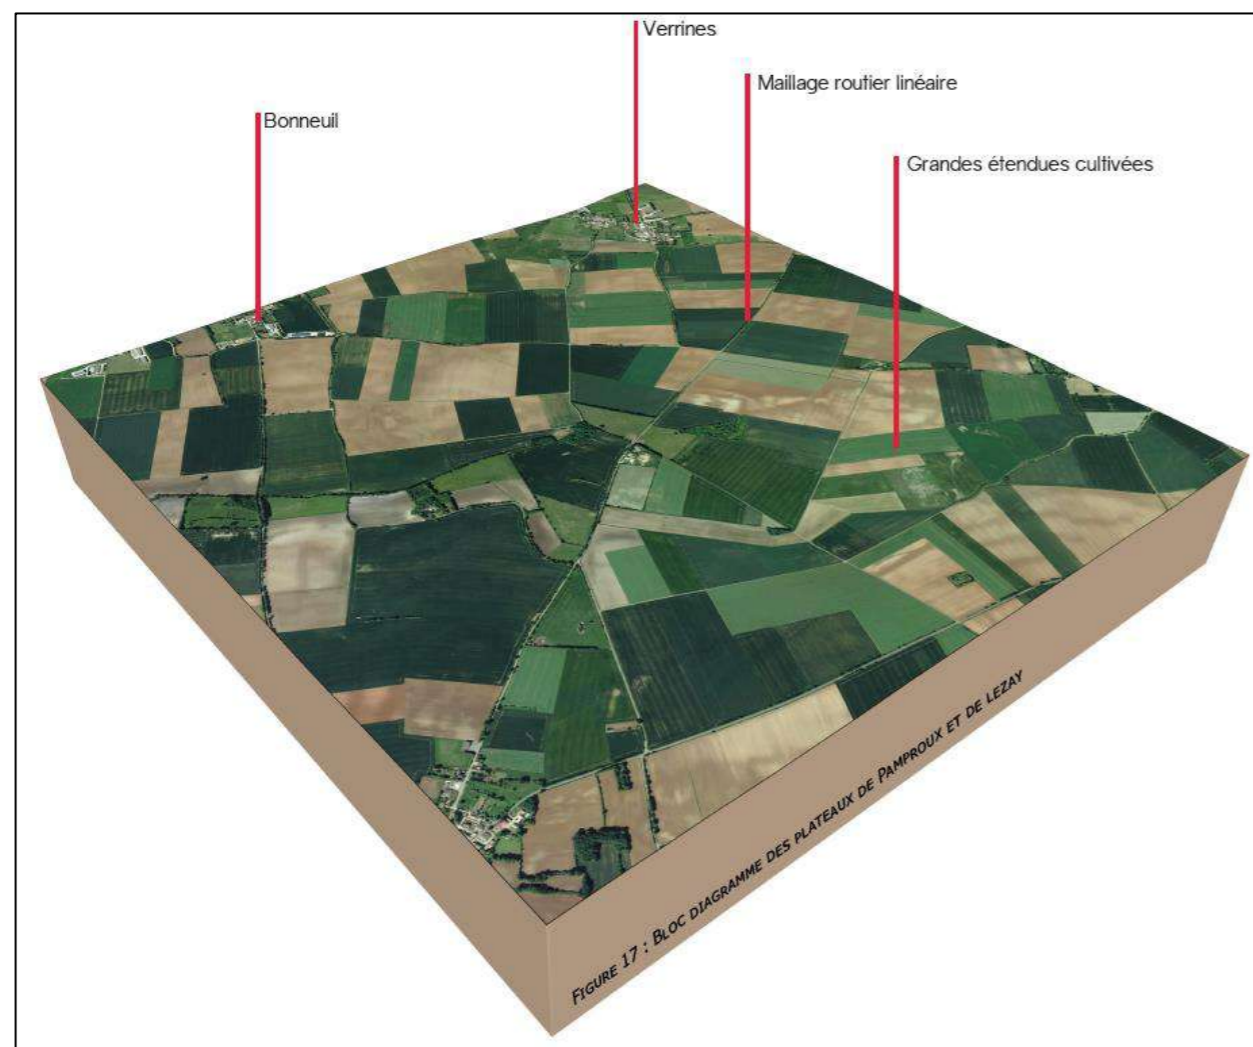 Verrines
Maillage routier linéaire
Bonneuil
Grandes étendues cultivées
FIGURE 17 : BLOC DIAGRAMME DES PLATEAUX DE PAMPROUX ET DE LEZAY